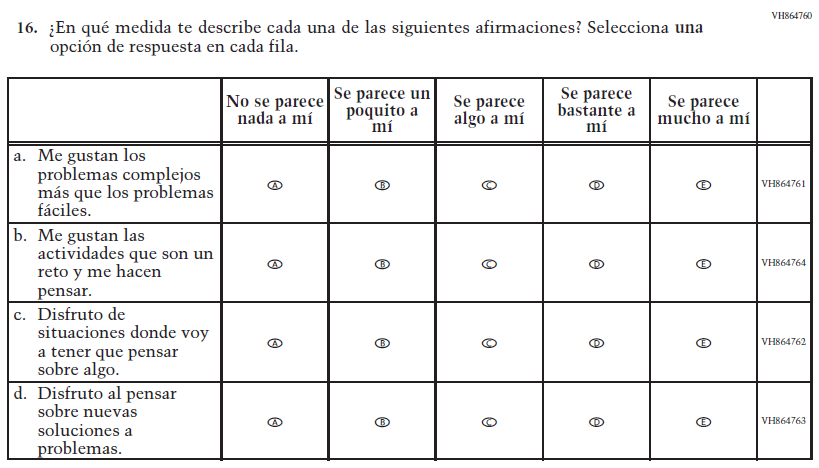 VH864760
16. ¿En qué medida te describe cada una de las siguientes afirmaciones? Selecciona una
opción de respuesta en cada fila.
No se parece
nada a mí
Se parece un
poquito a
mí
Se parece
algo a mí
Se parece
bastante a
mí
Se parece
mucho a mí
a. Me gustan los
problemas complejos
más que los problemas
fáciles.
A B C D E VH864761
b. Me gustan las
actividades que son un
reto y me hacen
pensar.
A B C D E VH864764
c. Disfruto de
situaciones donde voy
a tener que pensar
sobre algo.
A B C D E VH864762
d. Disfruto al pensar
sobre nuevas
soluciones a
problemas.
A B C D E VH864763